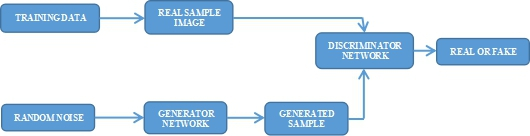 TRAINING DATA
REAL SAMPLE
IMAGE
DISCRIMINATOR
NETWORK
REAL OR FAKE
RANDOM NOISE
GENERATOR
NETWORK
GENERATED
SAMPLE